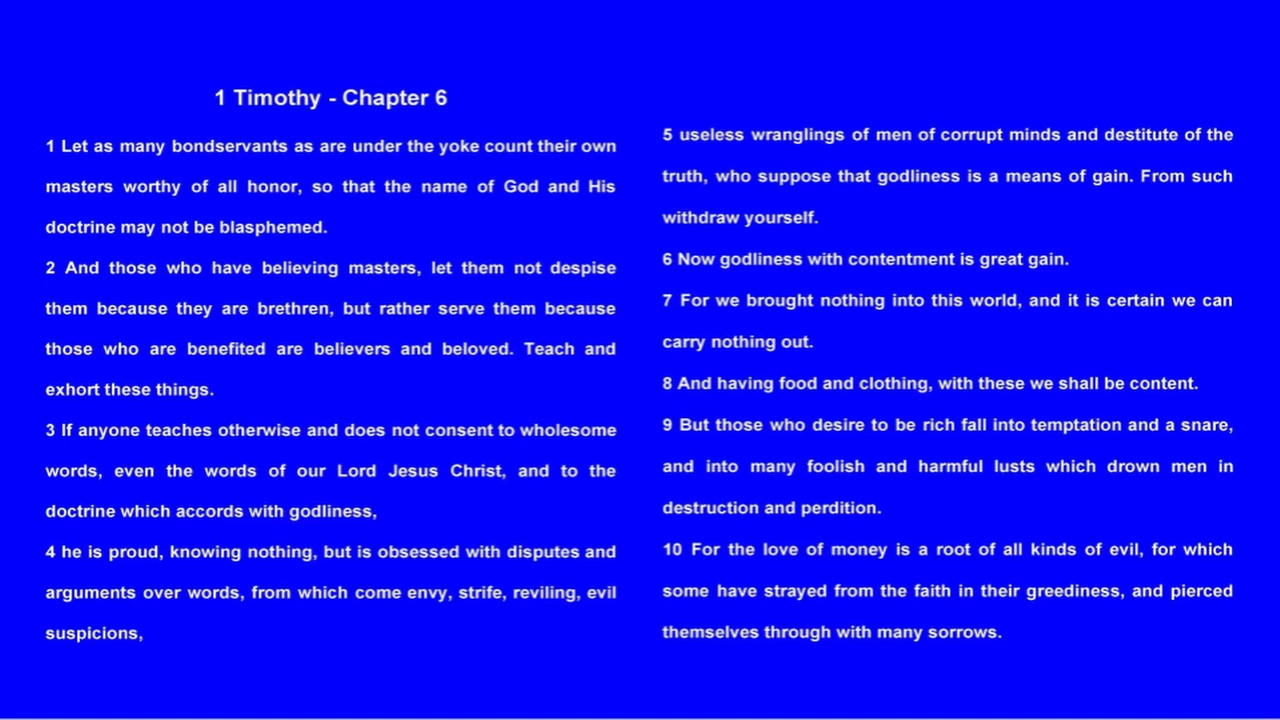 1 Timothy - Chapter 6
1 Let as many bondservants as are under the yoke count their own
masters worthy of all honor, so that the name of God and His
doctrine may not be blasphemed.
2 And those who have believing masters, let them not despise
them because they are brethren, but rather serve them because
those who are benefited are believers and beloved. Teach and
exhort these things.
3 If anyone teaches otherwise and does not consent to wholesome
words, even the words of our Lord Jesus Christ, and to the
doctrine which accords with godliness,
4 he is proud, knowing nothing, but is obsessed with disputes and
arguments over words, from which come envy, strife, reviling, evil
suspicions,
5 useless wranglings of men of corrupt minds and destitute of the
truth, who suppose that godliness is a means of gain. From such
withdraw yourself.
6 Now godliness with contentment is great gain.
7 For we brought nothing into this world, and it is certain we can
carry nothing out.
8 And having food and clothing, with these we shall be content.
9 But those who desire to be rich fall into temptation and a snare,
and into many foolish and harmful lusts which drown men in
destruction and perdition.
10 For the love of money is a root of all kinds of evil, for which
some have strayed from the faith in their greediness, and pierced
themselves through with many sorrows.